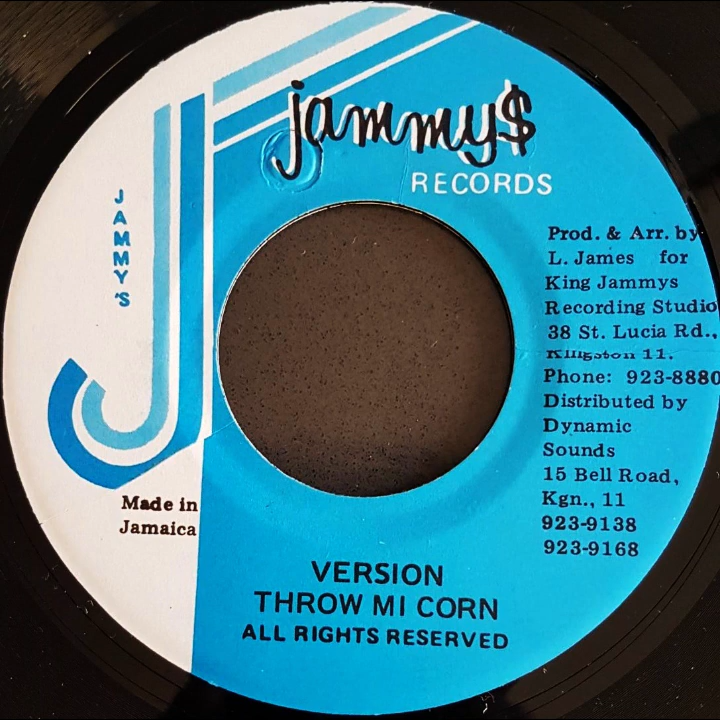 jammy$
RECORDS
JAMMY'S
Prod. & Arr. by
L. James for
King Jammys
Recording Studio
38 St. Lucia Rd.,
Kingston 11.
Phone: 923-8880
Distributed by
Dynamic
Sounds
15 Bell Road,
Kgn., 11
923-9138
923-9168
Made in
Jamaica
VERSION
THROW MI CORN
ALL RIGHTS RESERVED